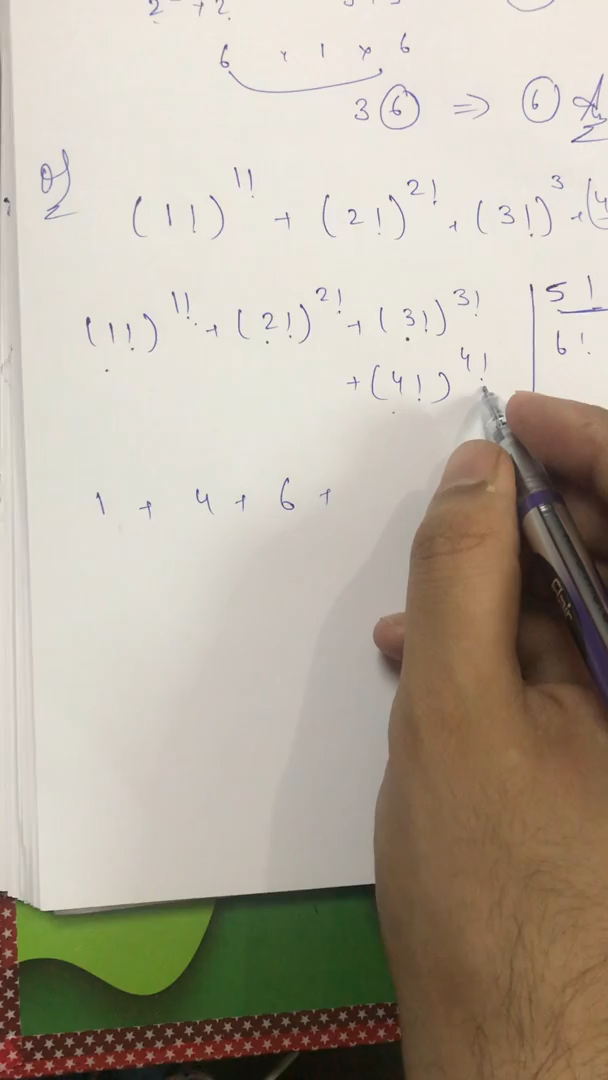 6 × 1 × 6
3 6 ⇒ 6
Q
(1!)^1! + (2!)^2! + (3!)^3 + (4
(1!)^1! + (2!)^2! + (3!)^3!
+ (4!)^4!
5!
6!
1 + 4 + 6 +